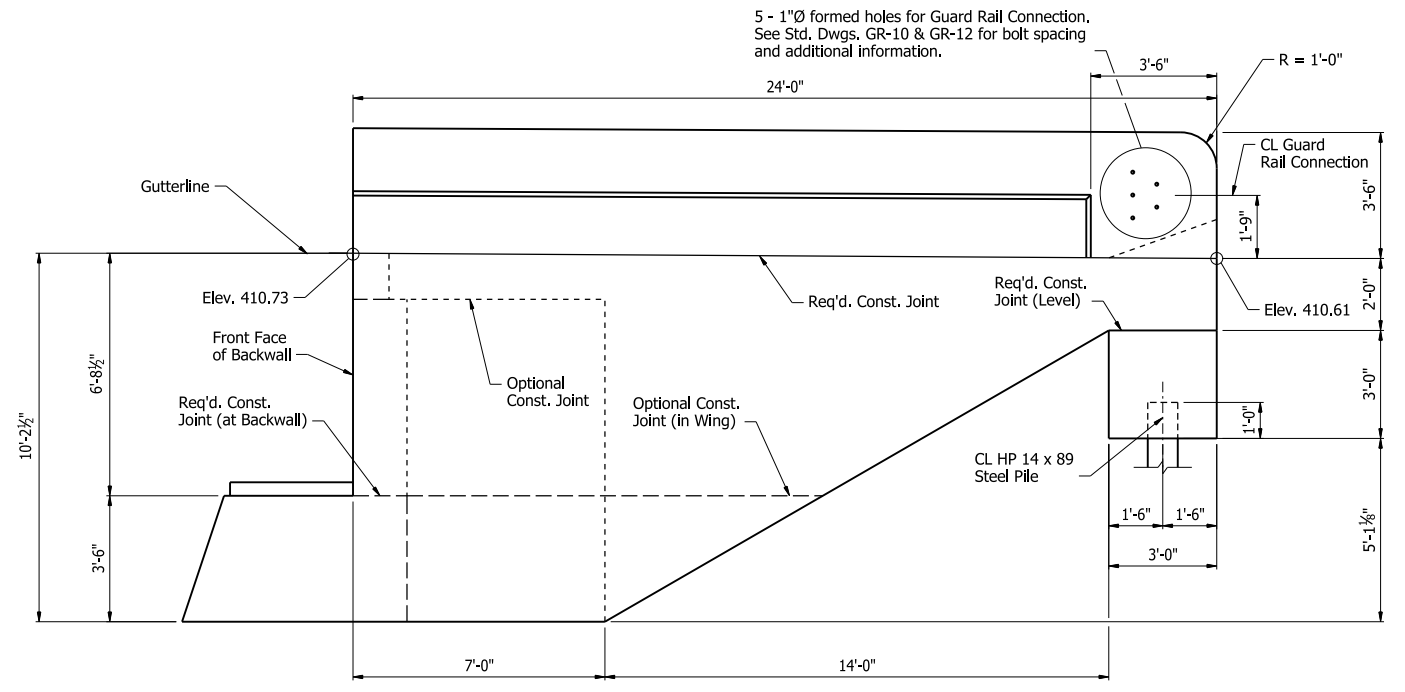 5 - 1"Ø formed holes for Guard Rail Connection.
See Std. Dwgs. GR-10 & GR-12 for bolt spacing
and additional information.
3'-6"
R = 1'-0"
24'-0"
CL Guard
Rail Connection
Gutterline
3'-6"
1'-9"
Elev. 410.73
Req'd. Const. Joint
Req'd. Const.
Joint (Level)
Elev. 410.61
2'-0"
Front Face
of Backwall
6'-8½"
Optional
Const. Joint
Req'd. Const.
Joint (at Backwall)
Optional Const.
Joint (in Wing)
3'-0"
1'-0"
10'-2½"
CL HP 14 x 89
Steel Pile
1'-6"
1'-6"
3'-0"
5'-1⅛"
3'-6"
7'-0"
14'-0"